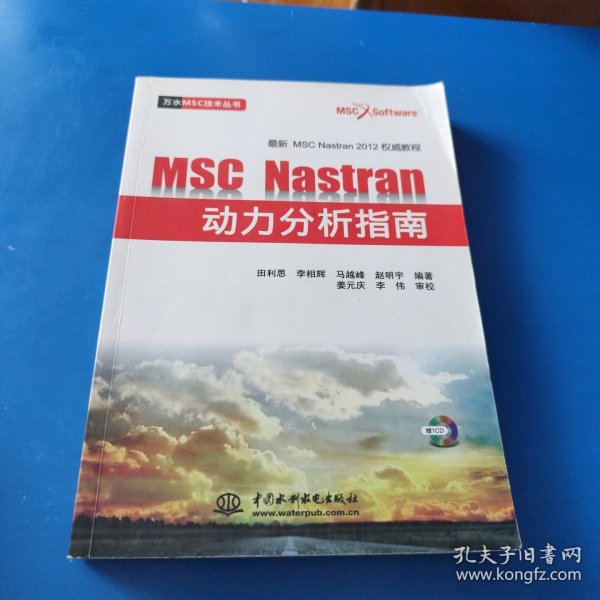 万水MSC技术丛书
MSC Software
最新 MSC Nastran 2012 权威教程
MSC Nastran
动力分析指南
田利思 李相辉 马越峰 赵明宇 编著
姜元庆 李伟 审校
赠1CD
中国水利水电出版社
www.waterpub.com.cn
孔夫子旧书网
www.kongfz.com